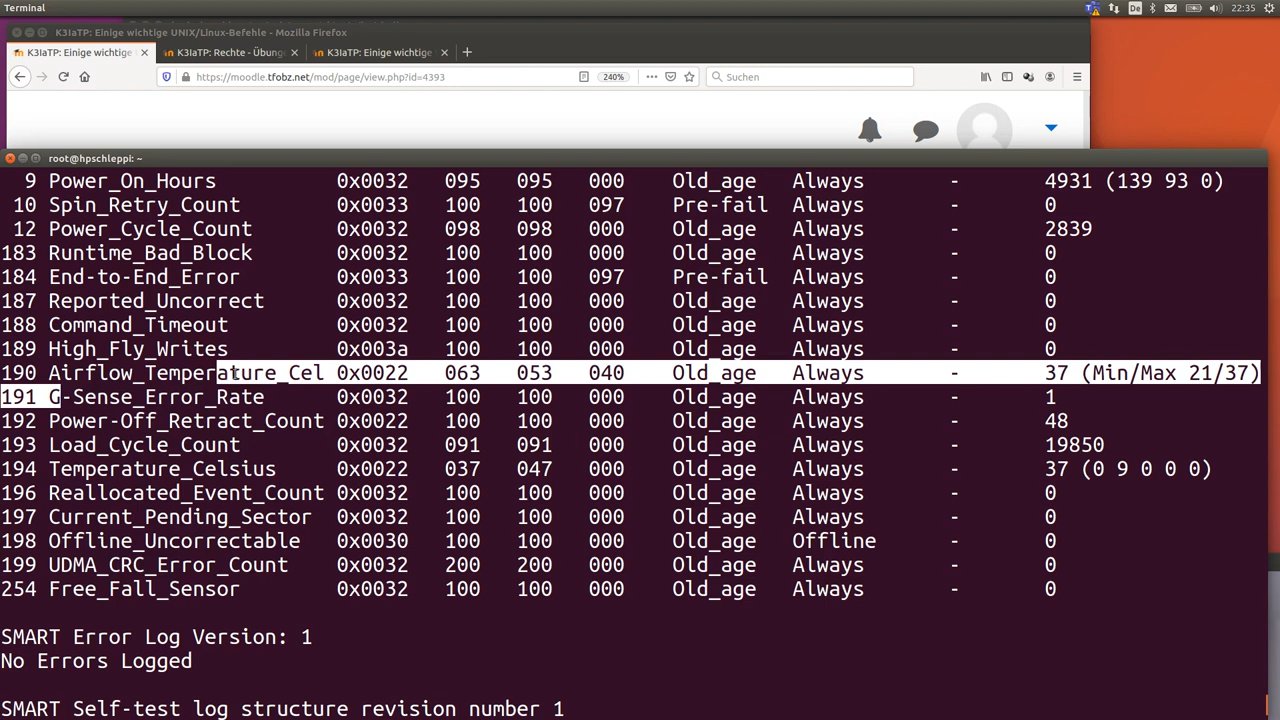 Terminal
De
22:35
K3IaTP: Einige wichtige UNIX/Linux-Befehle - Mozilla Firefox
K3IaTP: Einige wichtige
K3IaTP: Rechte - Übung
K3IaTP: Einige wichtige
https://moodle.tfobz.net/mod/page/view.php?id=4393
240%
Suchen
root@hpschleppi: ~
9 Power_On_Hours 0x0032 095 095 000 Old_age Always - 4931 (139 93 0)
10 Spin_Retry_Count 0x0033 100 100 097 Pre-fail Always - 0
12 Power_Cycle_Count 0x0032 098 098 000 Old_age Always - 2839
183 Runtime_Bad_Block 0x0032 100 100 000 Old_age Always - 0
184 End-to-End_Error 0x0033 100 100 097 Pre-fail Always - 0
187 Reported_Uncorrect 0x0032 100 100 000 Old_age Always - 0
188 Command_Timeout 0x0032 100 100 000 Old_age Always - 0
189 High_Fly_Writes 0x003a 100 100 000 Old_age Always - 0
190 Airflow_Temperature_Cel 0x0022 063 053 040 Old_age Always - 37 (Min/Max 21/37)
191 G-Sense_Error_Rate 0x0032 100 100 000 Old_age Always - 1
192 Power-Off_Retract_Count 0x0022 100 100 000 Old_age Always - 48
193 Load_Cycle_Count 0x0032 091 091 000 Old_age Always - 19850
194 Temperature_Celsius 0x0022 037 047 000 Old_age Always - 37 (0 9 0 0 0)
196 Reallocated_Event_Count 0x0032 100 100 000 Old_age Always - 0
197 Current_Pending_Sector 0x0032 100 100 000 Old_age Always - 0
198 Offline_Uncorrectable 0x0030 100 100 000 Old_age Offline - 0
199 UDMA_CRC_Error_Count 0x0032 200 200 000 Old_age Always - 0
254 Free_Fall_Sensor 0x0032 100 100 000 Old_age Always - 0
SMART Error Log Version: 1
No Errors Logged
SMART Self-test log structure revision number 1